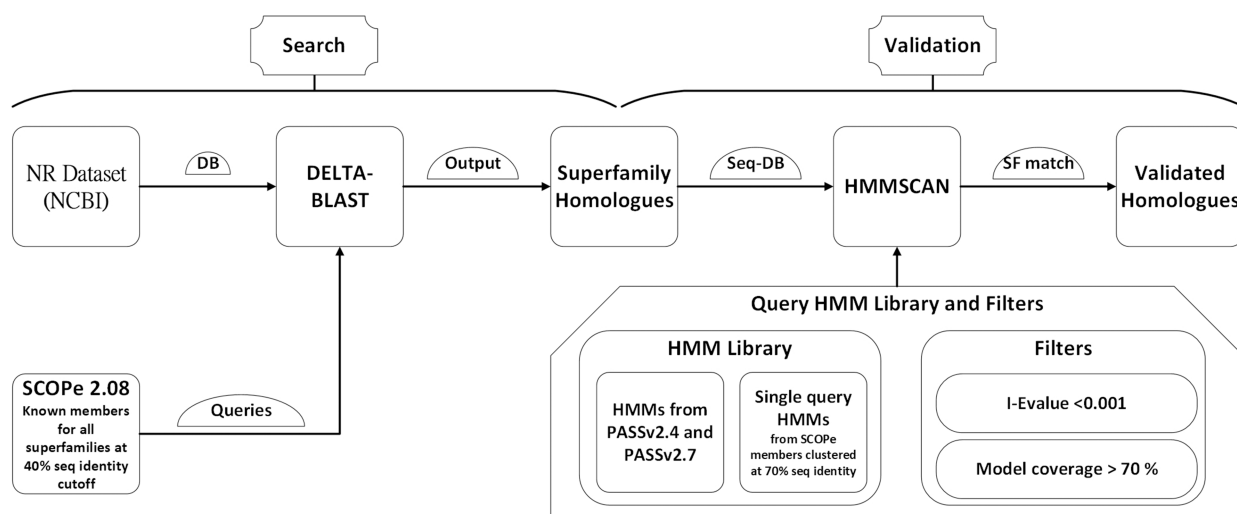 Search
Validation
NR Dataset
(NCBI)
DB
DELTA-
BLAST
Output
Superfamily
Homologues
Seq-DB
HMMSCAN
SF match
Validated
Homologues
SCOPe 2.08
Known members
for all
superfamilies at
40% seq identity
cutoff
Queries
Query HMM Library and Filters
HMM Library
HMMs from
PASSv2.4 and
PASSv2.7
Single query
HMMs
from SCOPe
members clustered
at 70% seq identity
Filters
I-Evalue <0.001
Model coverage > 70 %